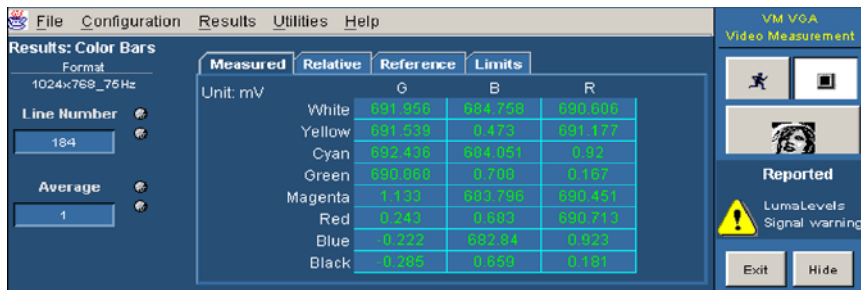 File Configuration Results Utilities Help
VM VGA
Video Measurement
Results: Color Bars
Format
1024x768_75Hz
Line Number
184
Average
1
Measured Relative Reference Limits
Unit: mV G B R
White 691.956 684.758 690.606
Yellow 691.539 0.473 691.177
Cyan 692.436 684.051 0.92
Green 690.868 0.708 0.167
Magenta 1.133 683.796 690.451
Red 0.243 0.683 690.713
Blue -0.222 682.84 0.923
Black -0.285 0.659 0.181
Reported
LumaLevels
Signal warning
Exit Hide